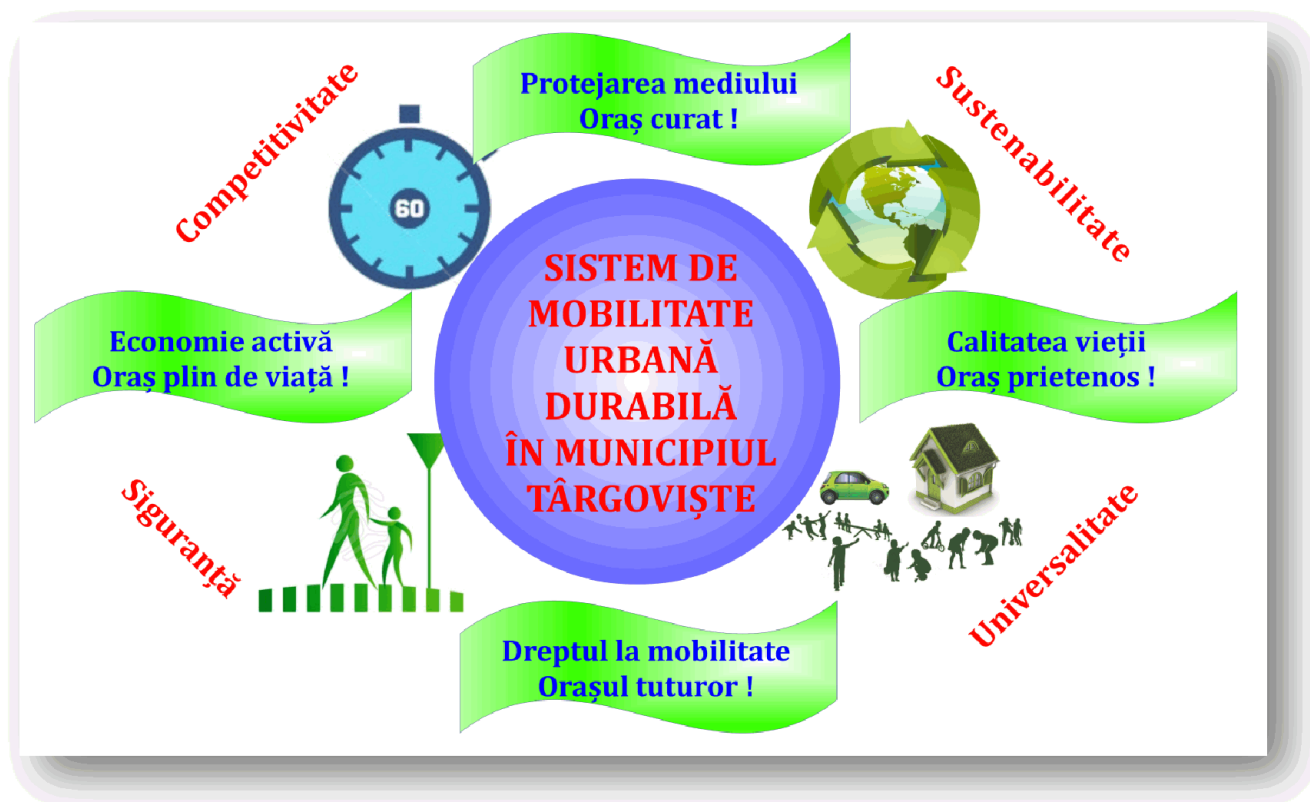 Protejarea mediului
Oraș curat !
Competitivitate
Sustenabilitate
60
SISTEM DE
MOBILITATE
URBANĂ
DURABILĂ
ÎN MUNICIPIUL
TÂRGOVIȘTE
Economie activă
Oraș plin de viață !
Calitatea vieții
Oraș prietenos !
Siguranță
Universalitate
Dreptul la mobilitate
Orașul tuturor !